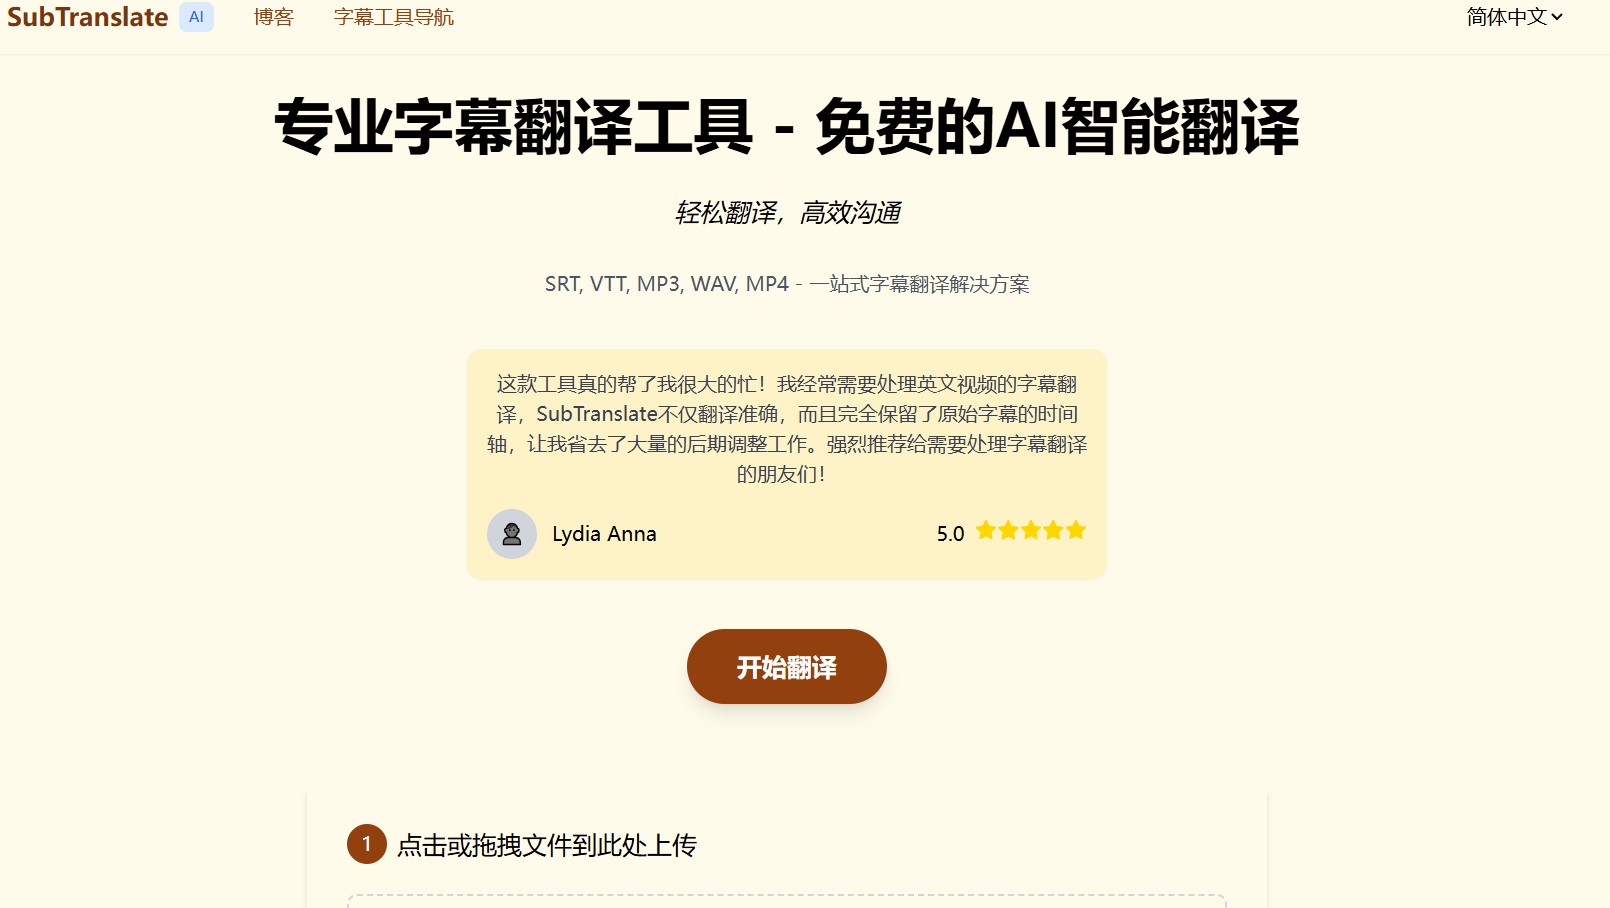 SubTranslate AI 博客 字幕工具导航 简体中文
专业字幕翻译工具 - 免费的AI智能翻译
轻松翻译，高效沟通
SRT, VTT, MP3, WAV, MP4 - 一站式字幕翻译解决方案
这款工具真的帮了我很大的忙！我经常需要处理英文视频的字幕翻
译，SubTranslate不仅翻译准确，而且完全保留了原始字幕的时间
轴，让我省去了大量的后期调整工作。强烈推荐给需要处理字幕翻译
的朋友们！
Lydia Anna 5.0
开始翻译
1 点击或拖拽文件到此处上传